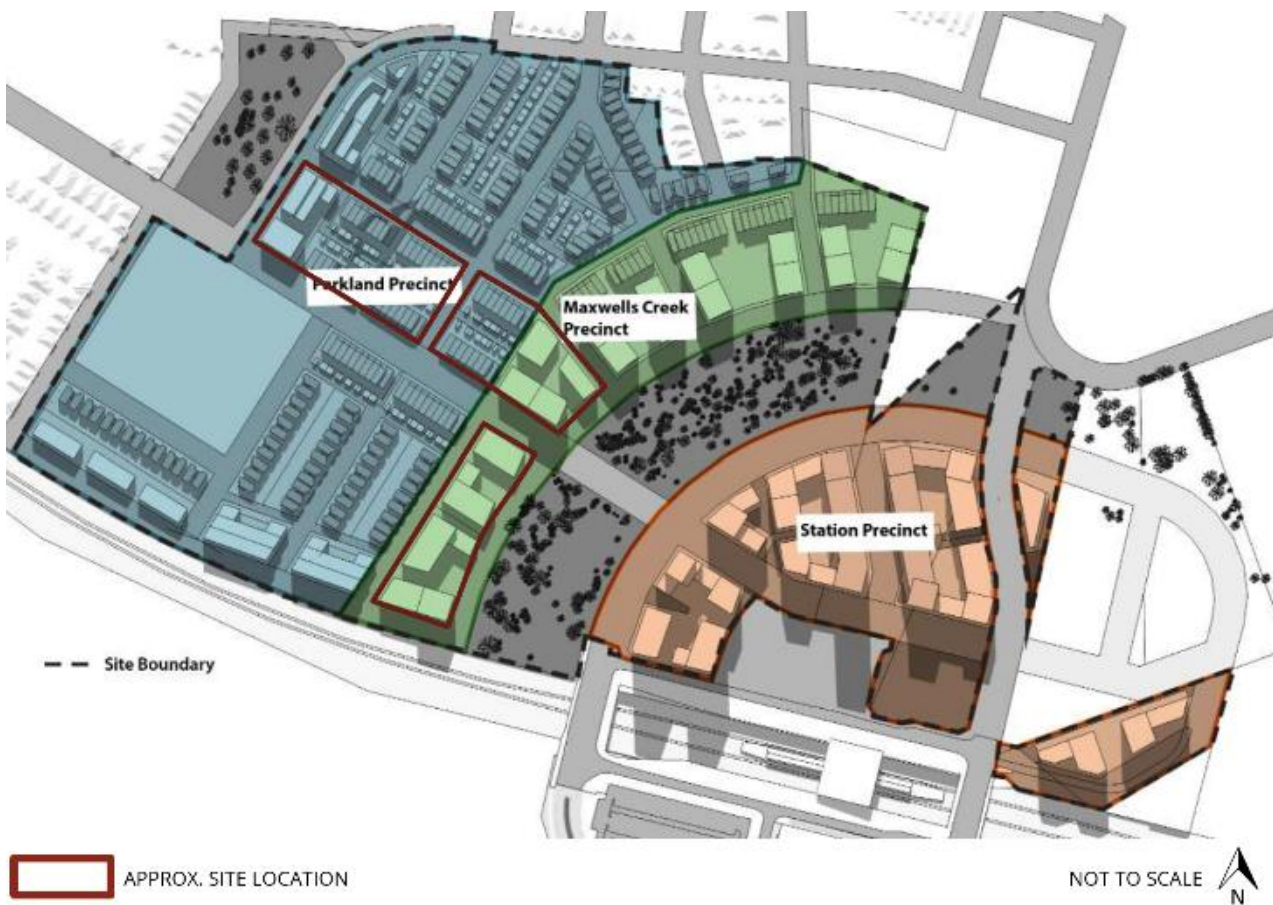 Parkland Precinct
Maxwells Creek
Precinct
Station Precinct
Site Boundary
APPROX. SITE LOCATION
NOT TO SCALE
N